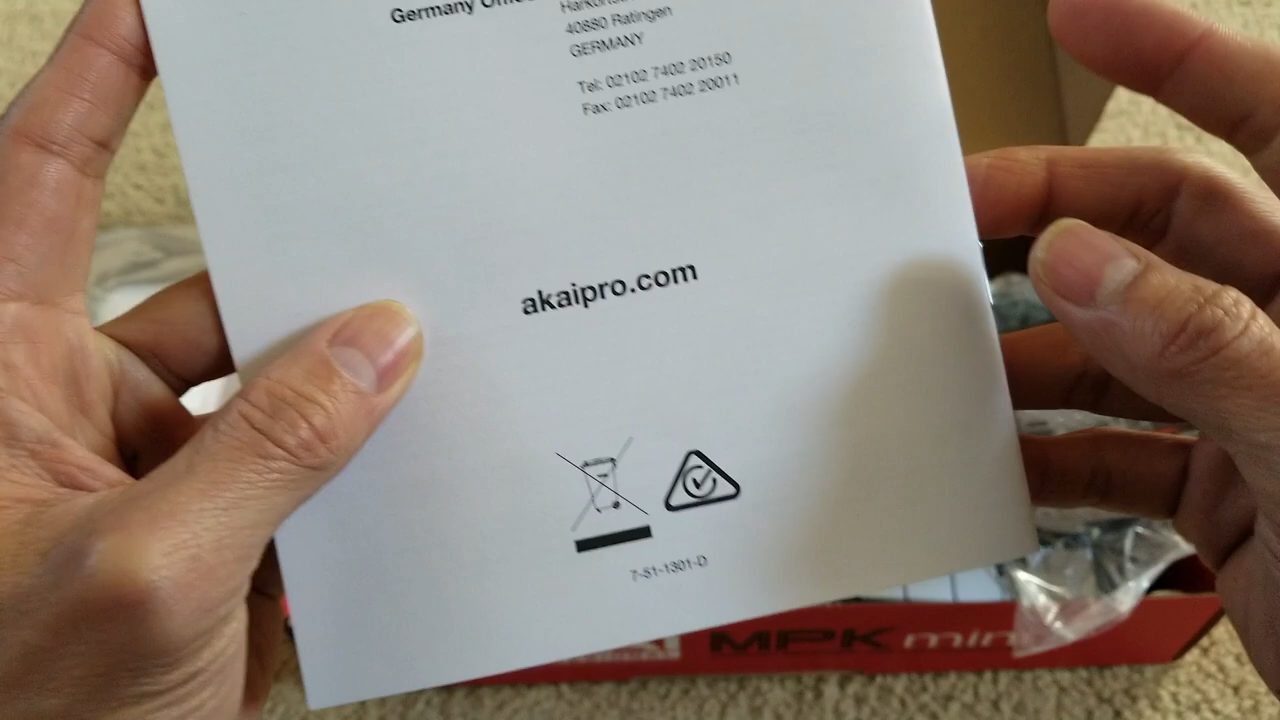 Germany Office
40880 Ratingen
GERMANY
Tel: 02102 7402 20150
Fax: 02102 7402 20011
akaipro.com
7-51-1301-D
MPK mini